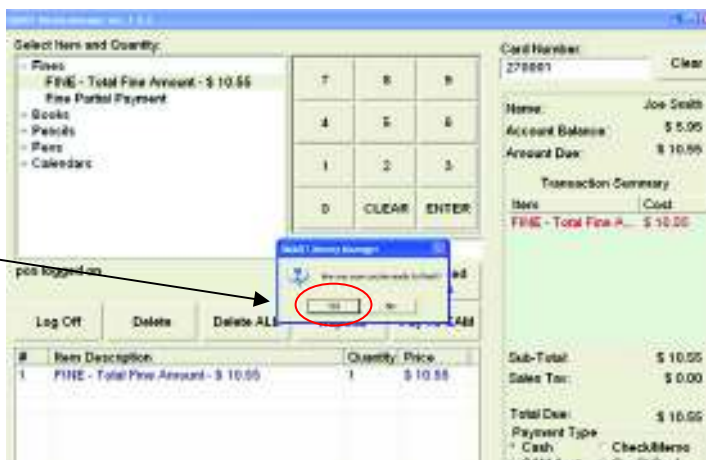 Select Item and Quantity:
- Fines
FINE - Total Fine Amount - $ 10.55
Fine Partial Payment
- Books
- Pencils
- Pens
- Calendars
7 8 9
4 5 6
1 2 3
0 CLEAR ENTER
pos logged on
Log Off Delete Delete ALL
# Item Description Quantity Price
1 FINE - Total Fine Amount - $ 10.55 1 $ 10.55
Card Number:
270001 Clear
Name: Joe Smith
Account Balance: $ 5.95
Amount Due: $ 10.55
Transaction Summary
Item Cost
FINE - Total Fine A... $ 10.55
Sub-Total: $ 10.55
Sales Tax: $ 0.00
Total Due: $ 10.55
Payment Type
Cash Check/Memo